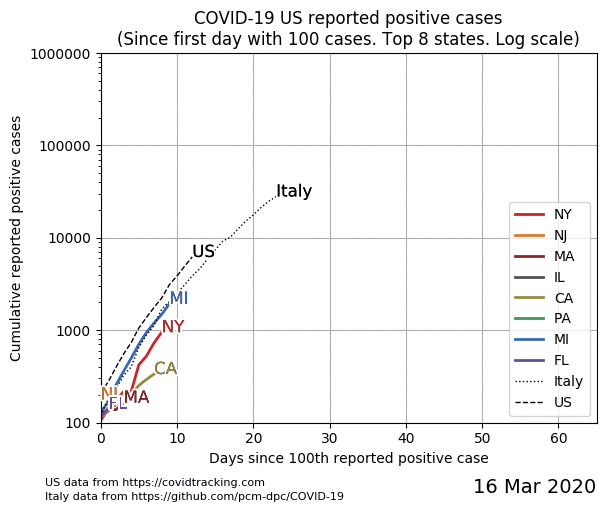 COVID-19 US reported positive cases
(Since first day with 100 cases. Top 8 states. Log scale)
Cumulative reported positive cases
1000000
100000
10000
1000
100
Italy
US
MI
NY
CA
NJ
FL
MA
NY
NJ
MA
IL
CA
PA
MI
FL
Italy
US
0
10
20
30
40
50
60
Days since 100th reported positive case
US data from https://covidtracking.com
Italy data from https://github.com/pcm-dpc/COVID-19
16 Mar 2020